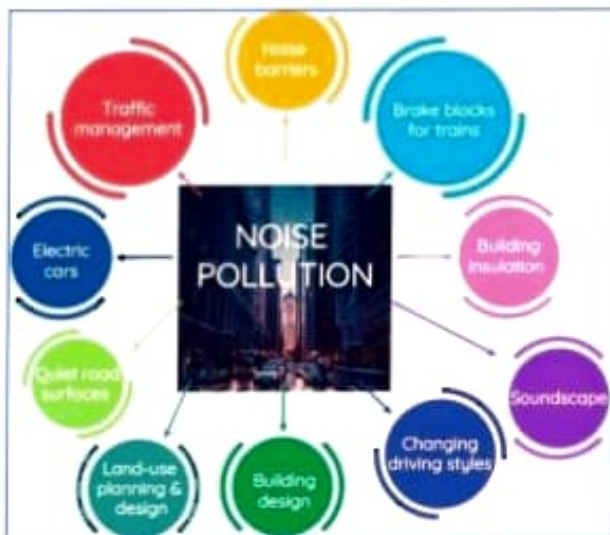 Noise
barriers
Traffic
management
Brake blocks
for trains
NOISE
POLLUTION
Electric
cars
Building
insulation
Quiet road
surfaces
Soundscape
Changing
driving styles
Land-use
planning &
design
Building
design